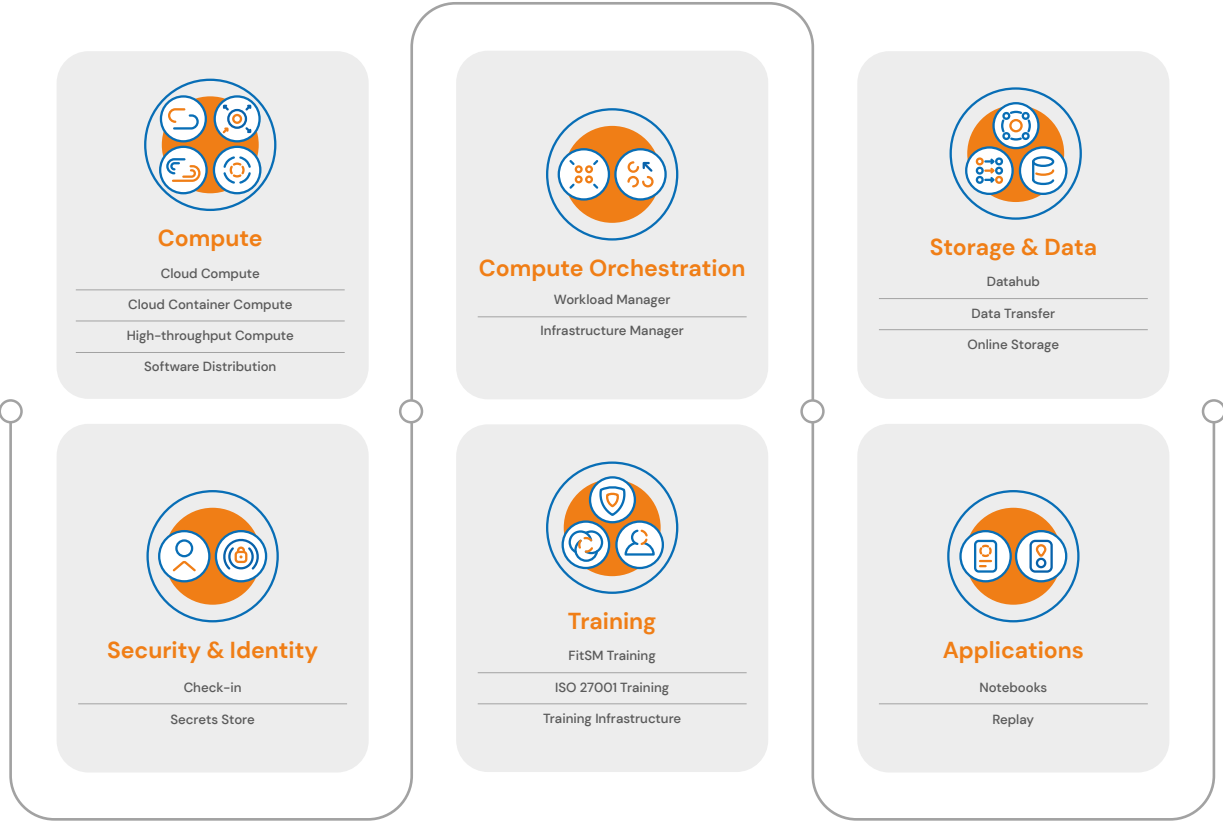 Compute
Cloud Compute
Cloud Container Compute
High-throughput Compute
Software Distribution
Compute Orchestration
Workload Manager
Infrastructure Manager
Storage & Data
Datahub
Data Transfer
Online Storage
Security & Identity
Check-in
Secrets Store
Training
FitSM Training
ISO 27001 Training
Training Infrastructure
Applications
Notebooks
Replay